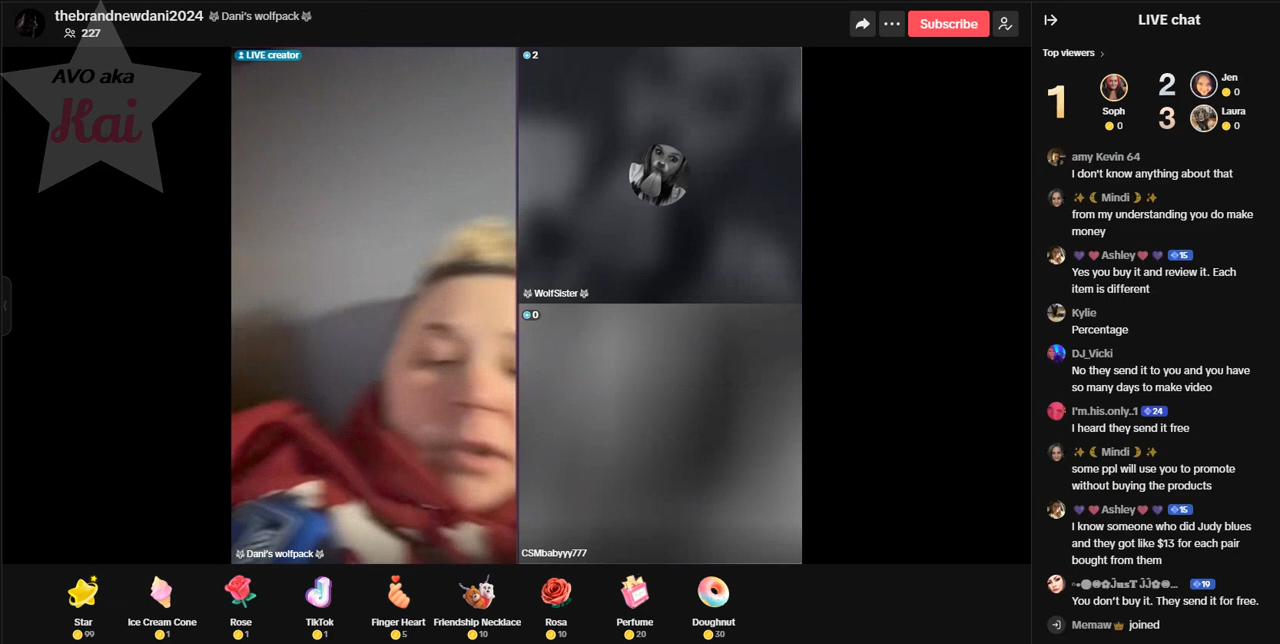 thebrandnewdani2024 🐺 Dani's wolfpack 🐺
227
Subscribe
AVO aka
Kai
LIVE creator
2
🐺 WolfSister 🐺
0
🐺 Dani's wolfpack 🐺
CSMbabyyy777
Star
99
Ice Cream Cone
1
Rose
1
TikTok
1
Finger Heart
5
Friendship Necklace
10
Rosa
10
Perfume
20
Doughnut
30
LIVE chat
Top viewers
1
Soph
0
2
Jen
0
3
Laura
0
amy Kevin 64
I don't know anything about that
✨🌙 Mindi 🌙✨
from my understanding you do make
money
💜❤️Ashley❤️💜 15
Yes you buy it and review it. Each
item is different
Kylie
Percentage
DJ_Vicki
No they send it to you and you have
so many days to make video
I'm.his.only..1 24
I heard they send it free
✨🌙 Mindi 🌙✨
some ppl will use you to promote
without buying the products
💜❤️Ashley❤️💜 15
I know someone who did Judy blues
and they got like $13 for each pair
bought from them
19
You don't buy it. They send it for free.
Memaw 👑 joined